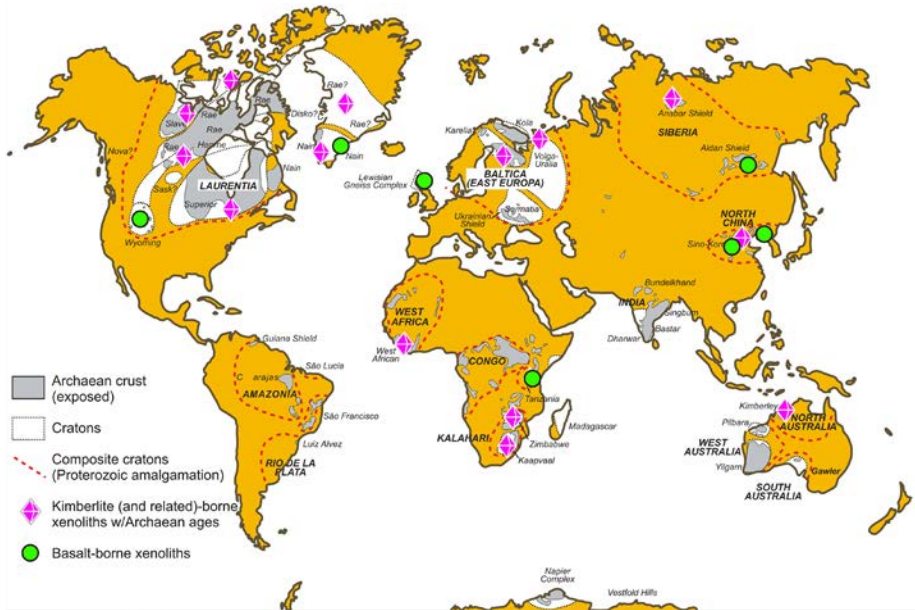 Rae?
Rae
Disko?
Rae
Slave
Rae
Nova?
Rae
Hearne
Rae?
Nain
Nain
Nain
LAURENTIA
Sask?
Superior
Wyoming
Lewisian
Gneiss Complex
Karelia
Kola
Volga-
Uralia
BALTICA
(EAST EUROPA)
Sarmatia
Ukrainian
Shield
Anabar Shield
SIBERIA
Aldan Shield
NORTH
CHINA
Sino-Korea
Bundelkhand
INDIA
Singbum
Bastar
Dharwar
WEST
AFRICA
West
African
CONGO
Tanzania
KALAHARI
Zimbabwe
Kaapvaal
Madagascar
Guiana Shield
São Lucia
Carajas
AMAZONIA
São Francisco
Luiz Alvez
RIO DE LA
PLATA
Kimberley
NORTH
AUSTRALIA
Pilbara
WEST
AUSTRALIA
Yilgarn
Gawler
SOUTH
AUSTRALIA
Napier
Complex
Vestfold Hills
Archaean crust
(exposed)
Cratons
Composite cratons
(Proterozoic amalgamation)
Kimberlite (and related)-borne
xenoliths w/Archaean ages
Basalt-borne xenoliths